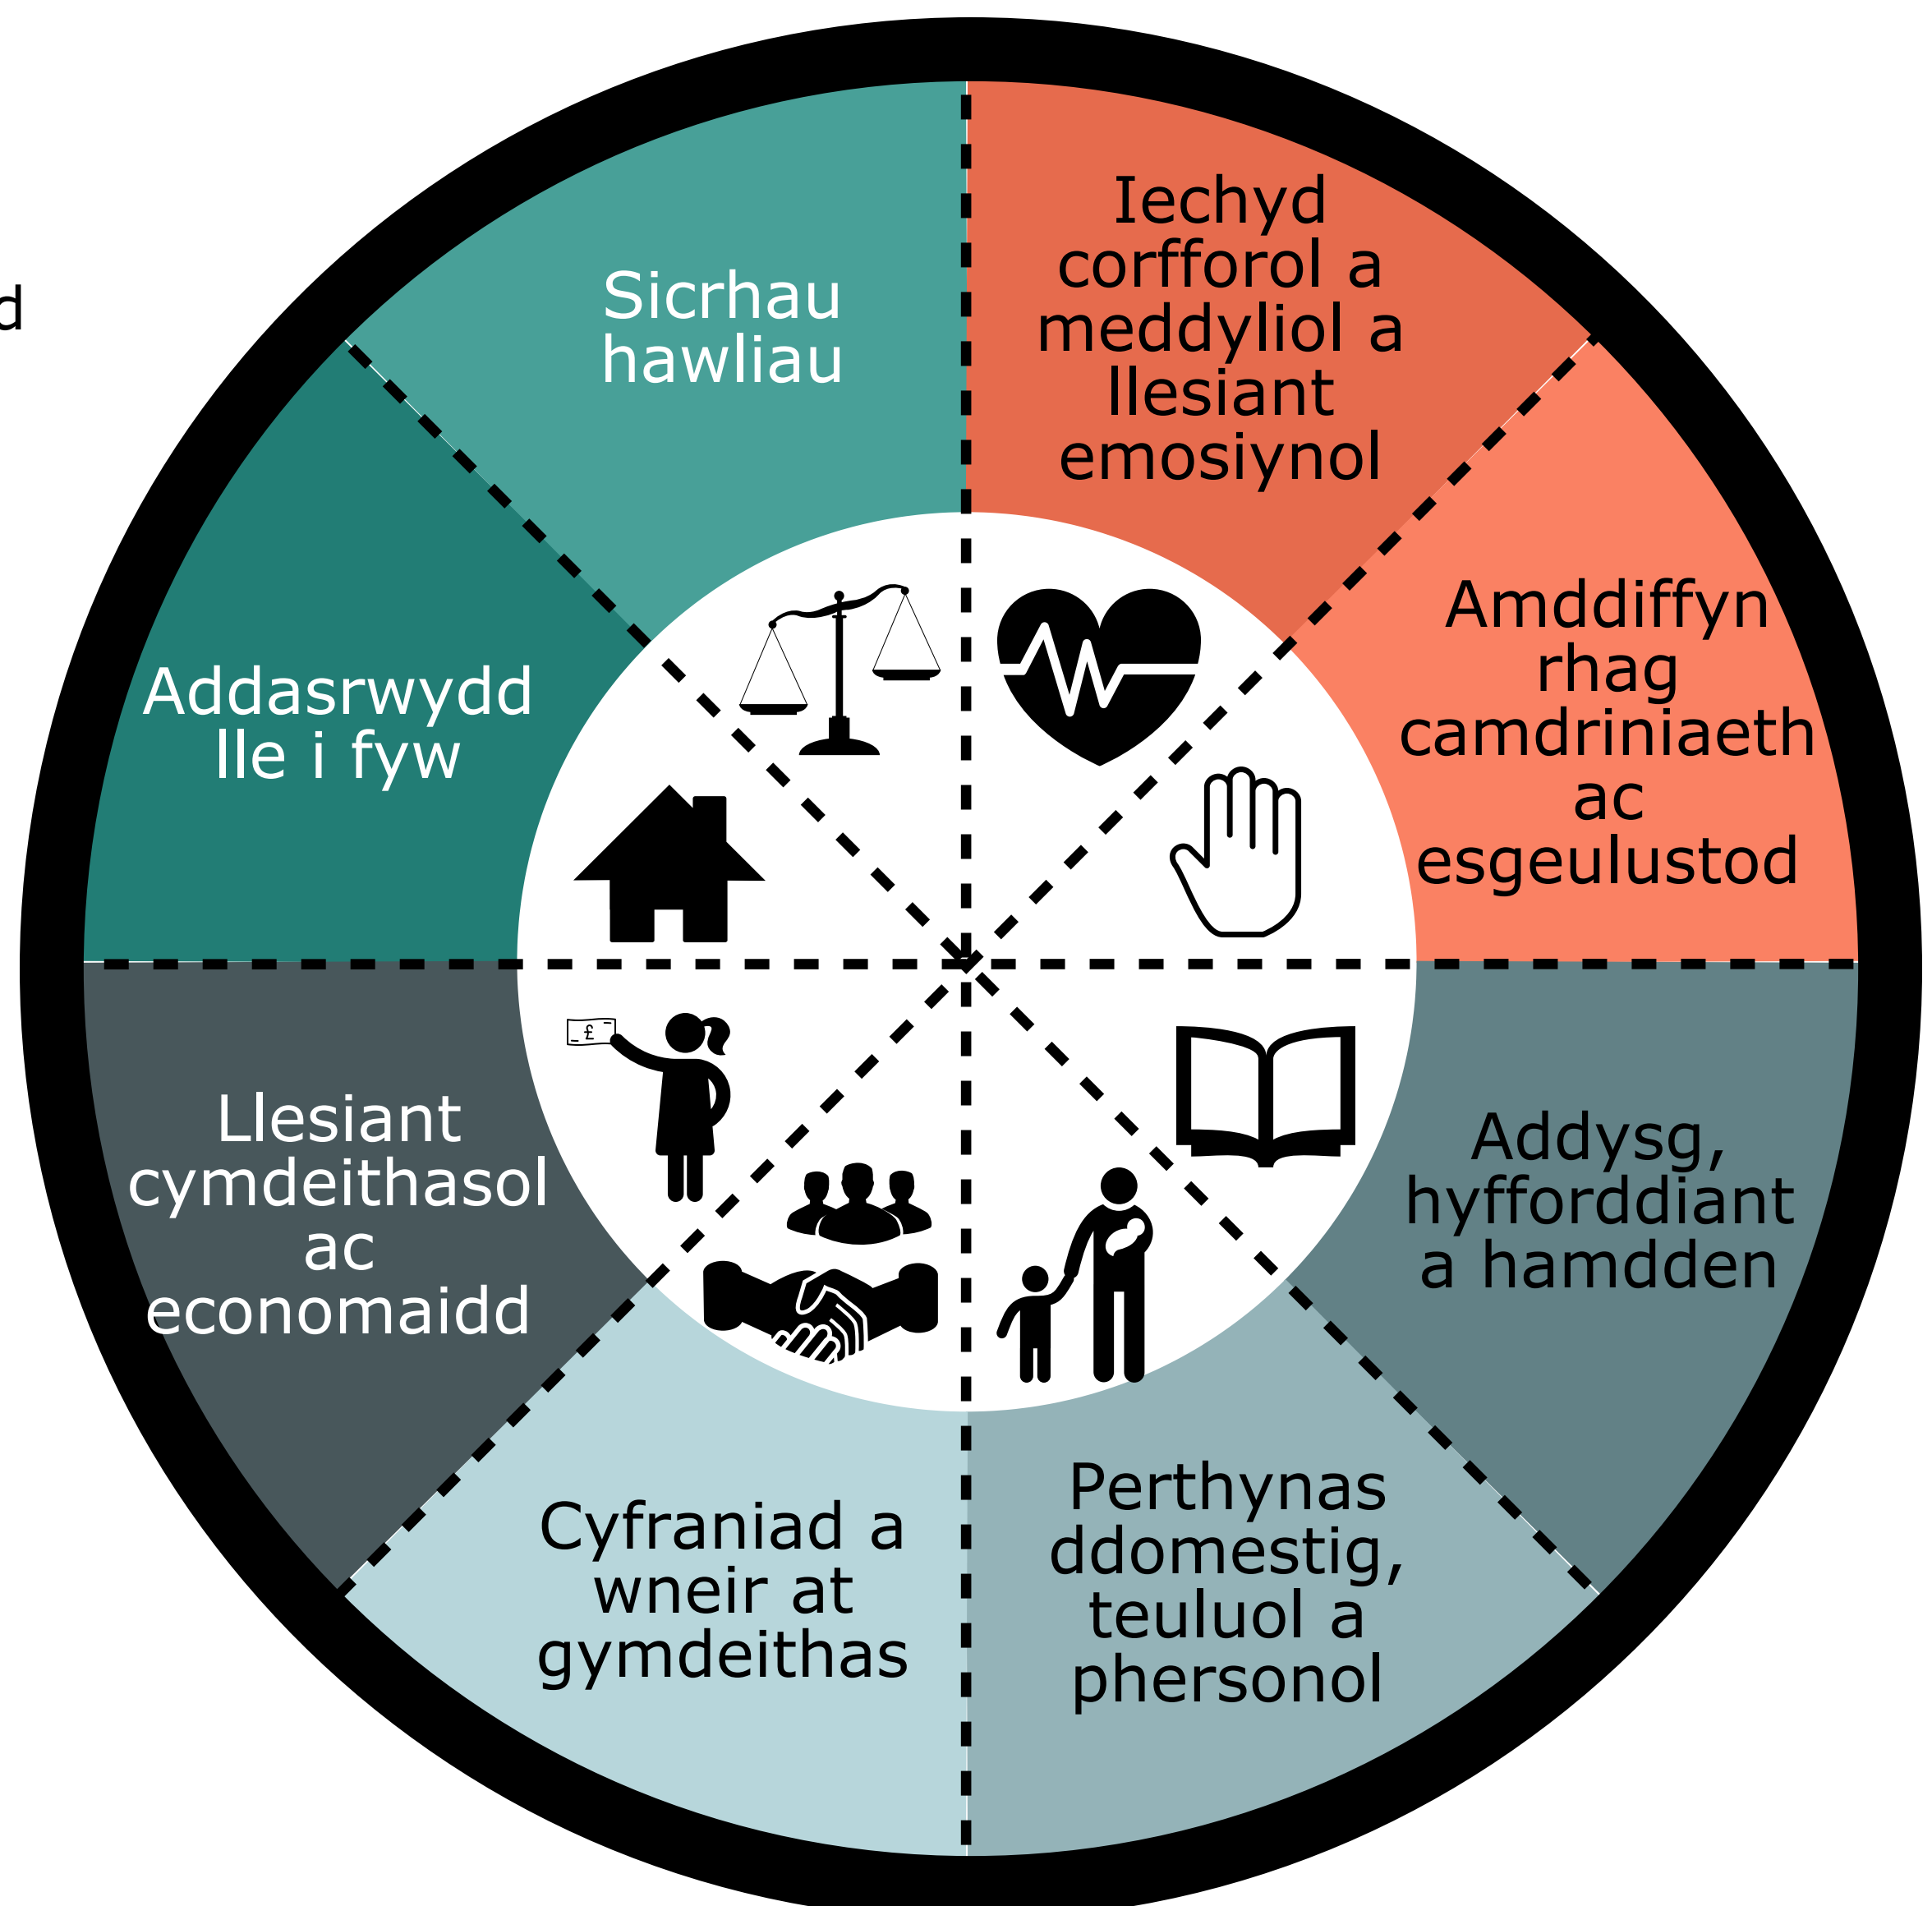 Iechyd
corfforol a
meddyliol a
llesiant
emosiynol
Amddiffyn
rhag
camdriniaeth
ac
esgeulustod
Addysg,
hyfforddiant
a hamdden
Perthynas
ddomestig,
teuluol a
phersonol
Cyfraniad a
wneir at
gymdeithas
Llesiant
cymdeithasol
ac
economaidd
£
Addasrwydd
lle i fyw
Sicrhau
hawliau